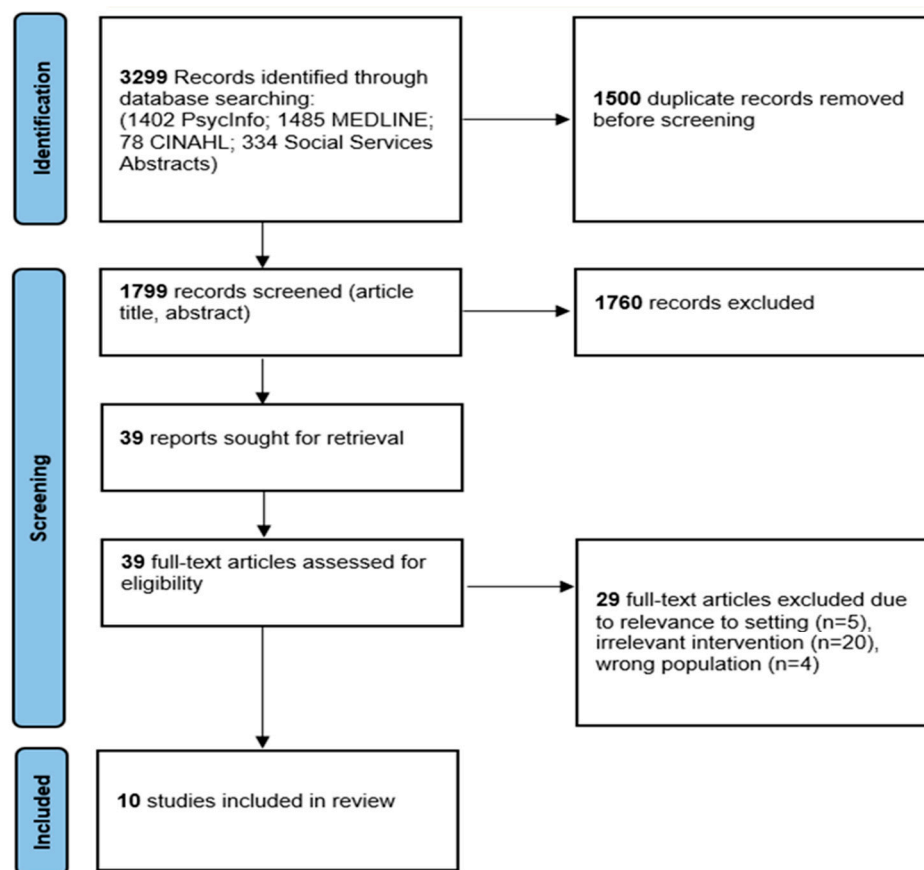 Identification
3299 Records identified through
database searching:
(1402 PsycInfo; 1485 MEDLINE;
78 CINAHL; 334 Social Services
Abstracts)
1500 duplicate records removed
before screening
Screening
1799 records screened (article
title, abstract)
1760 records excluded
39 reports sought for retrieval
39 full-text articles assessed for
eligibility
29 full-text articles excluded due
to relevance to setting (n=5),
irrelevant intervention (n=20),
wrong population (n=4)
Included
10 studies included in review